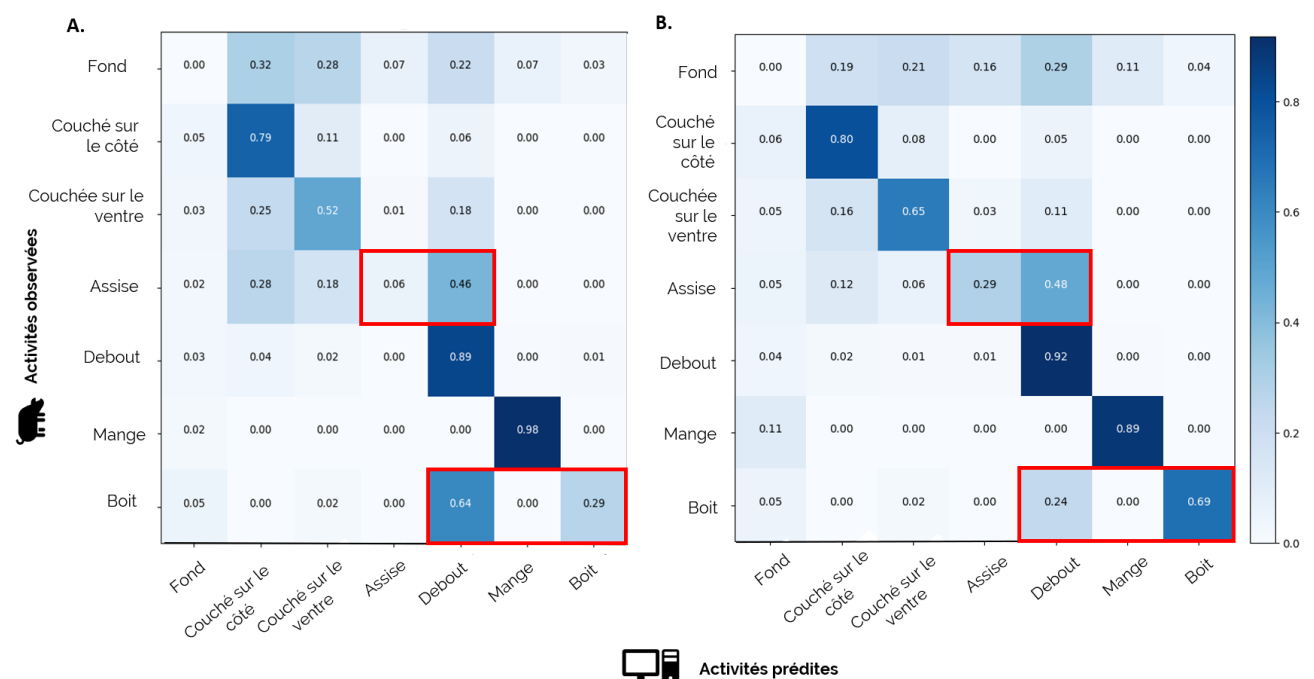 A.
Fond 0.00 0.32 0.28 0.07 0.22 0.07 0.03
Couché sur
le côté
0.05 0.79 0.11 0.00 0.06 0.00 0.00
Couchée sur le
ventre
0.03 0.25 0.52 0.01 0.18 0.00 0.00
Assise 0.02 0.28 0.18 0.06 0.46 0.00 0.00
Debout 0.03 0.04 0.02 0.00 0.89 0.00 0.01
Mange 0.02 0.00 0.00 0.00 0.00 0.98 0.00
Boit 0.05 0.00 0.02 0.00 0.64 0.00 0.29
Fond
Couché sur le
côté
Couché sur le
ventre
Assise
Debout
Mange
Boit
B.
Fond 0.00 0.19 0.21 0.16 0.29 0.11 0.04
Couché
sur le
côté
0.06 0.80 0.08 0.00 0.05 0.00 0.00
Couchée
sur le
ventre
0.05 0.16 0.65 0.03 0.11 0.00 0.00
Assise 0.05 0.12 0.06 0.29 0.48 0.00 0.00
Debout 0.04 0.02 0.01 0.01 0.92 0.00 0.00
Mange 0.11 0.00 0.00 0.00 0.00 0.89 0.00
Boit 0.05 0.00 0.02 0.00 0.24 0.00 0.69
Fond
Couché sur le
côté
Couché sur le
ventre
Assise
Debout
Mange
Boit
0.8
0.6
0.4
0.2
0.0
Activités observées
Activités prédites